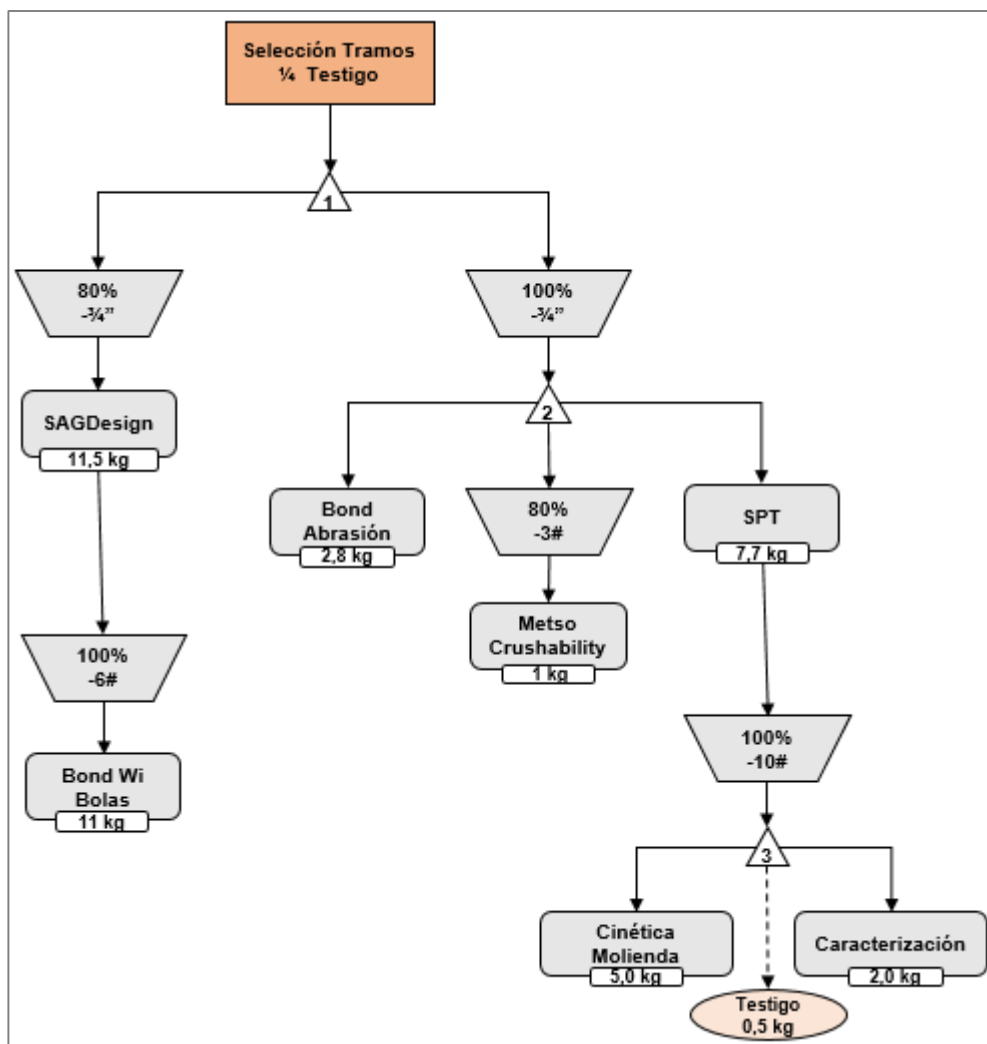 Selección Tramos
¼ Testigo
1
80%
-¾”
100%
-¾”
SAGDesign
11,5 kg
2
Bond
Abrasión
2,8 kg
80%
-3#
SPT
7,7 kg
Metso
Crushability
1 kg
100%
-6#
100%
-10#
Bond Wi
Bolas
11 kg
3
Cinética
Molienda
5,0 kg
Caracterización
2,0 kg
Testigo
0,5 kg